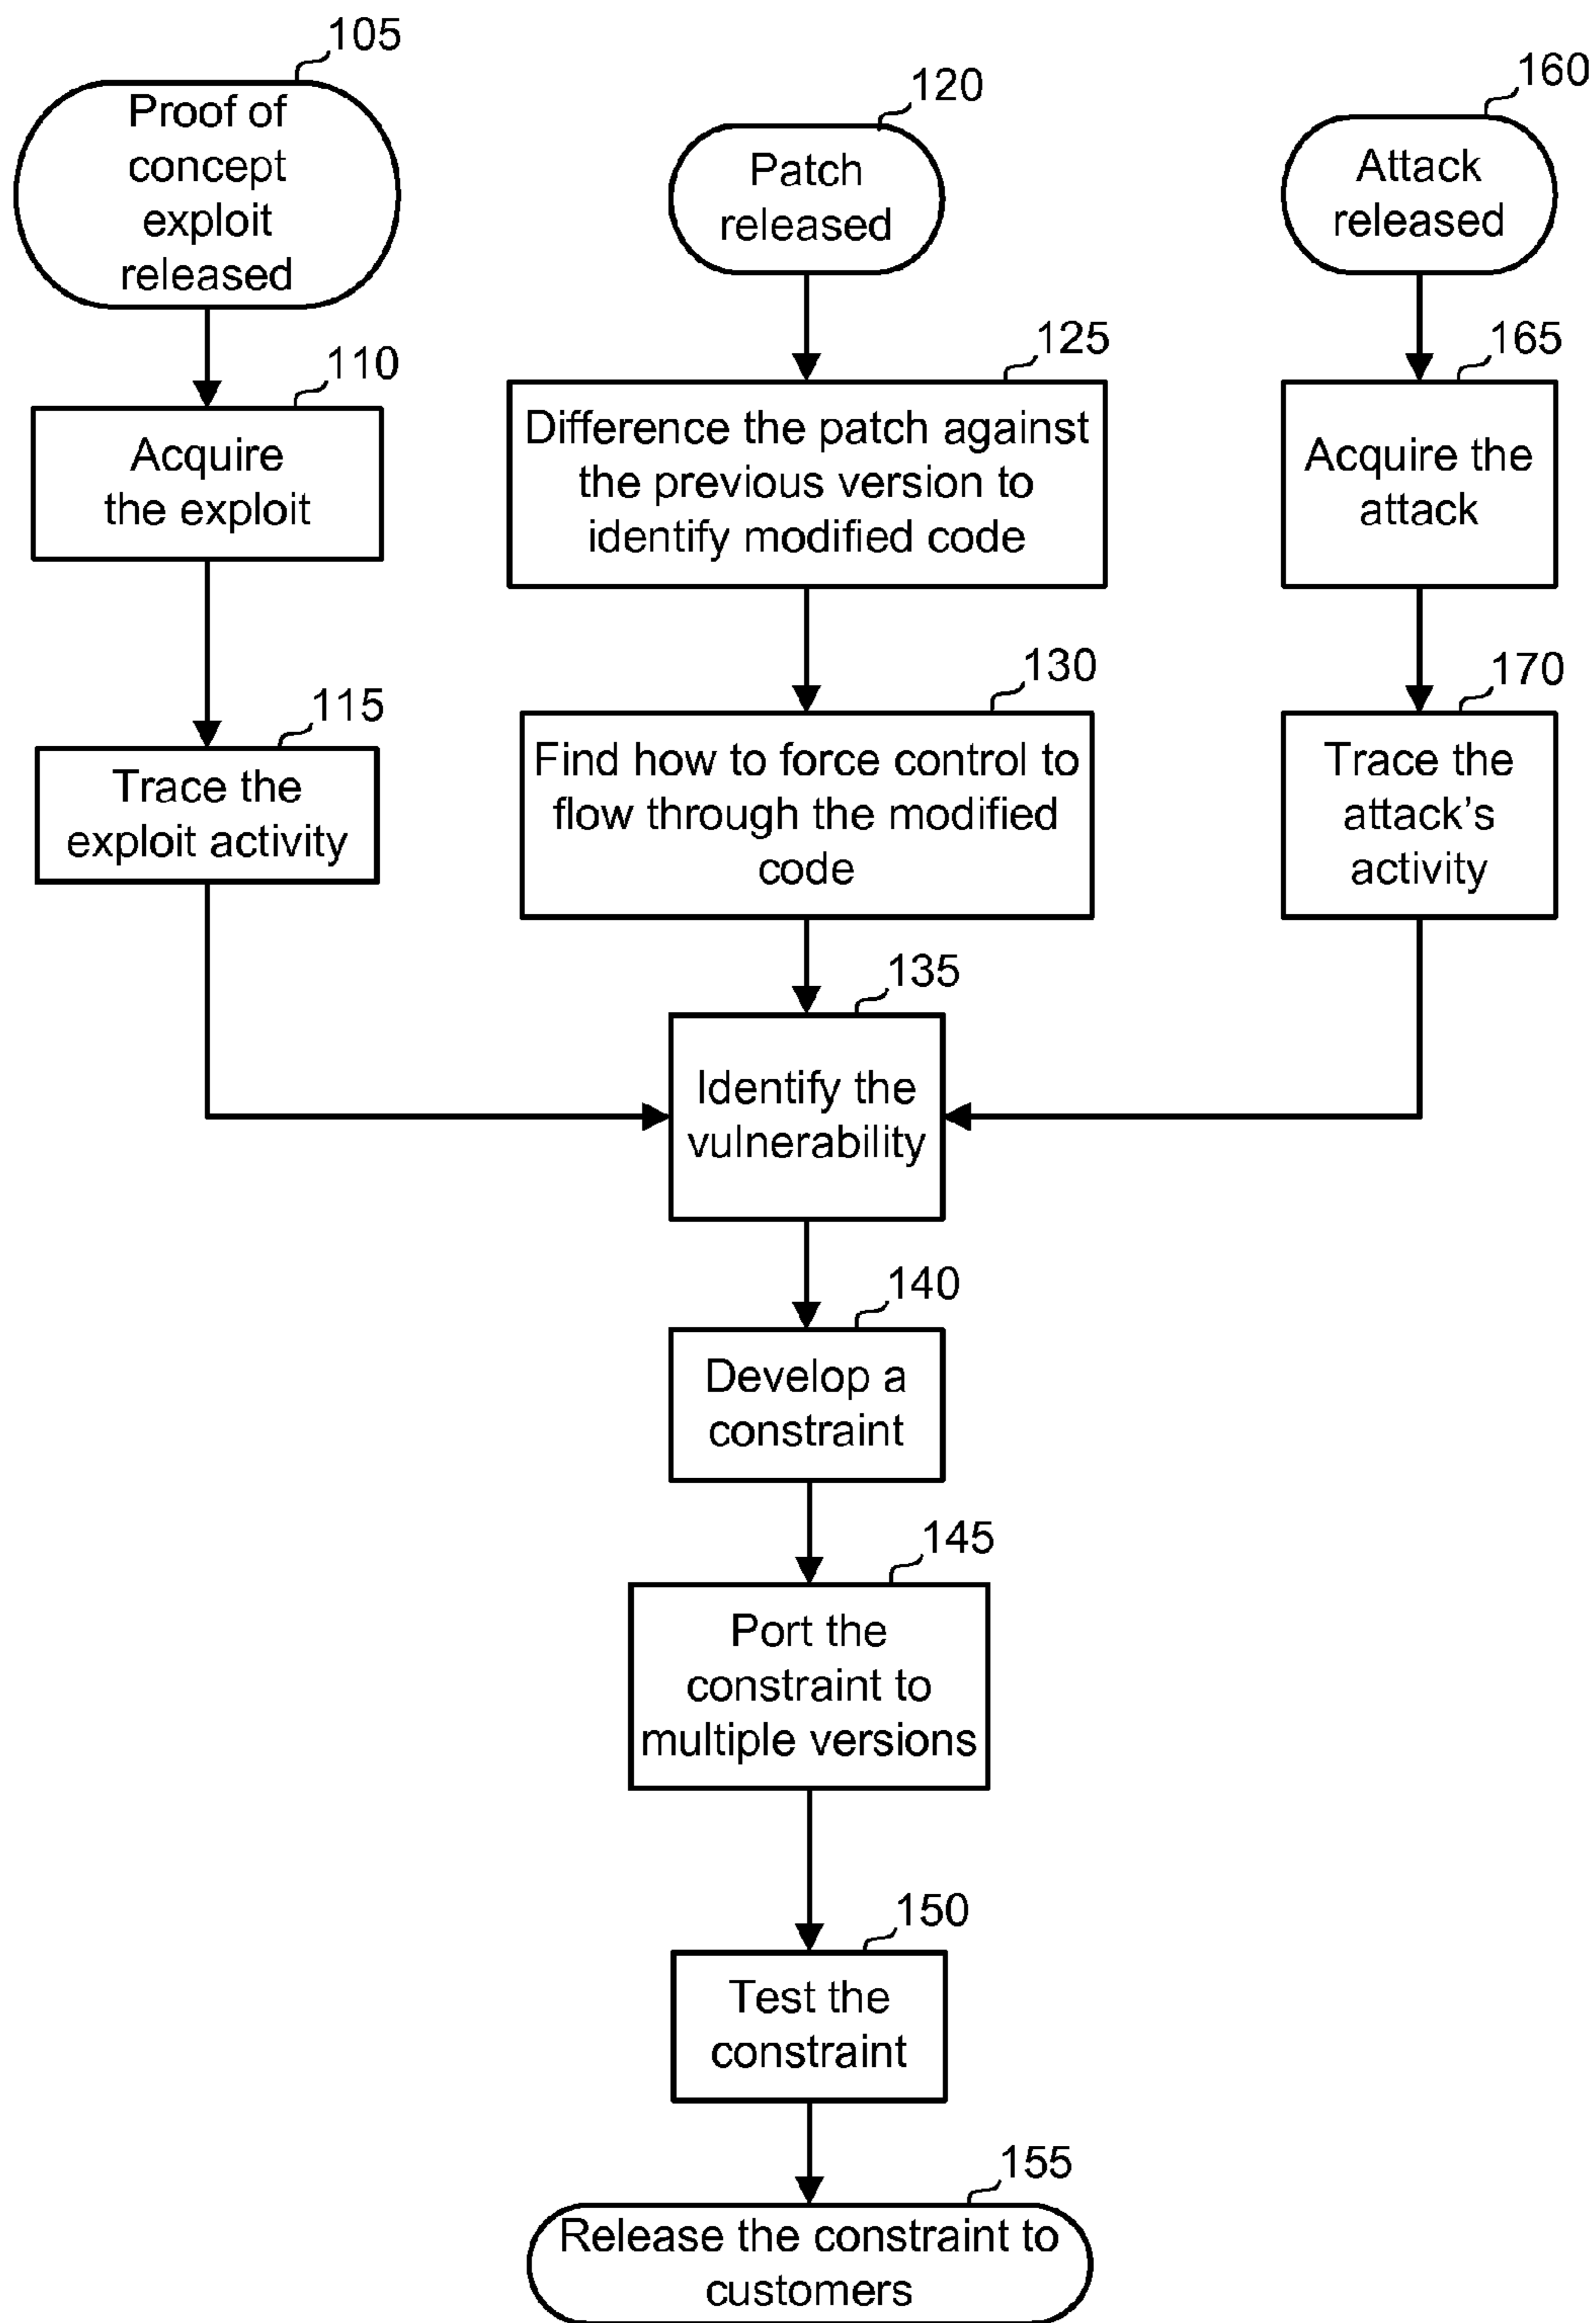 105
Proof of
concept
exploit
released
120
Patch
released
160
Attack
released
110
Acquire
the exploit
125
Difference the patch against
the previous version to
identify modified code
165
Acquire the
attack
115
Trace the
exploit activity
130
Find how to force control to
flow through the modified
code
170
Trace the
attack's
activity
135
Identify the
vulnerability
140
Develop a
constraint
145
Port the
constraint to
multiple versions
150
Test the
constraint
155
Release the constraint to
customers